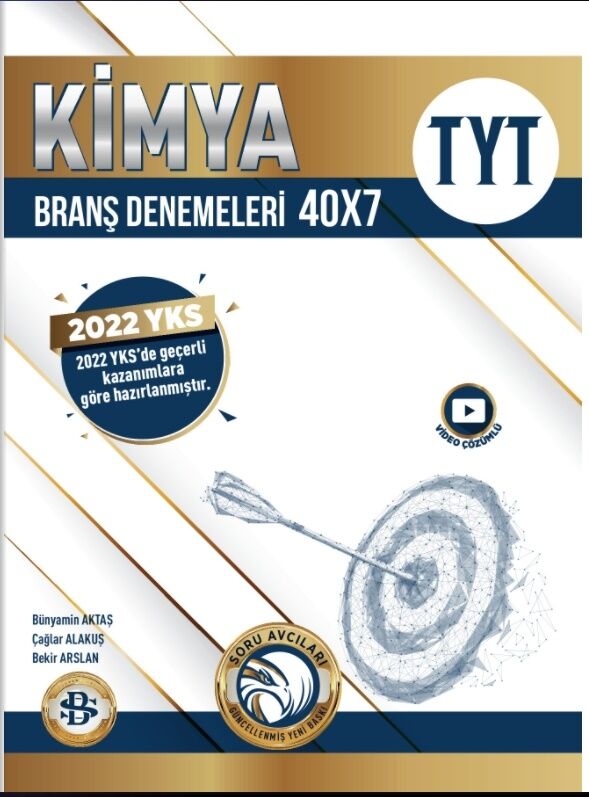 KİMYA
TYT
BRANŞ DENEMELERİ 40X7
2022 YKS
2022 YKS'de geçerli
kazanımlara
göre hazırlanmıştır.
VİDEO ÇÖZÜMLÜ
Bünyamin AKTAŞ
Çağlar ALAKUŞ
Bekir ARSLAN
SORU AVCILARI
GÜNCELLENMİŞ YENİ BASKI
BS